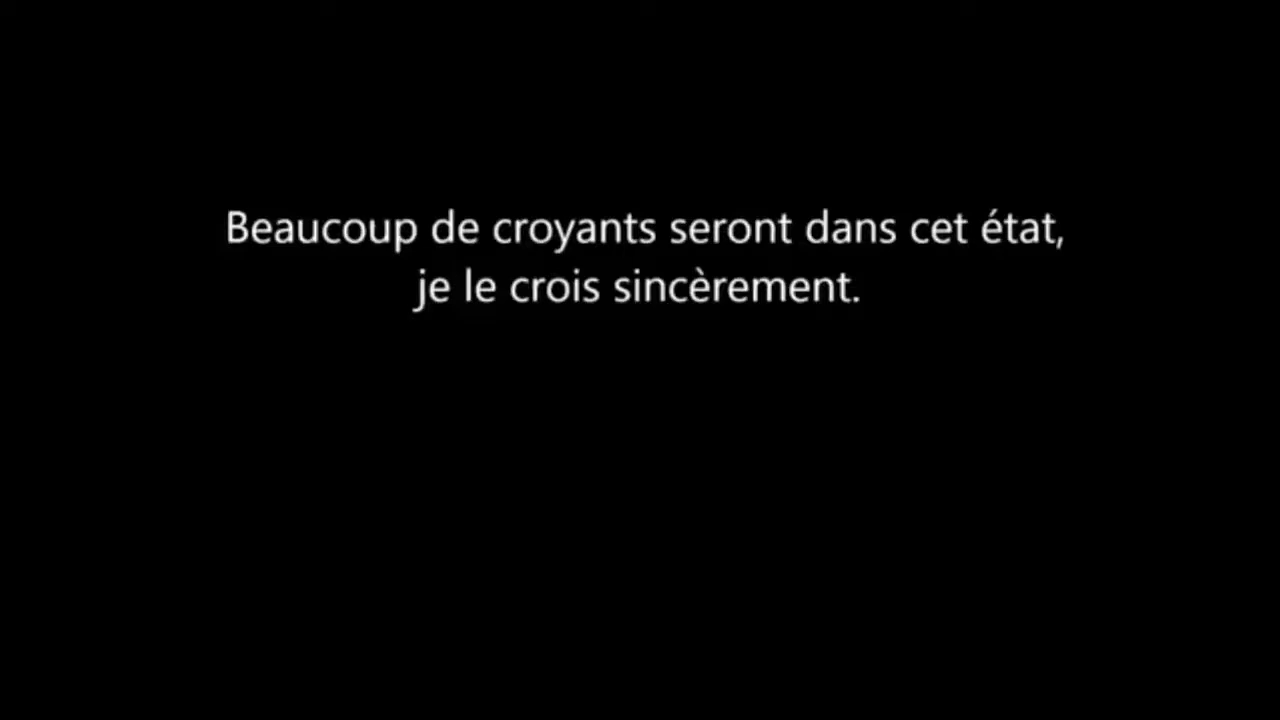 Beaucoup de croyants seront dans cet état,
je le crois sincèrement.